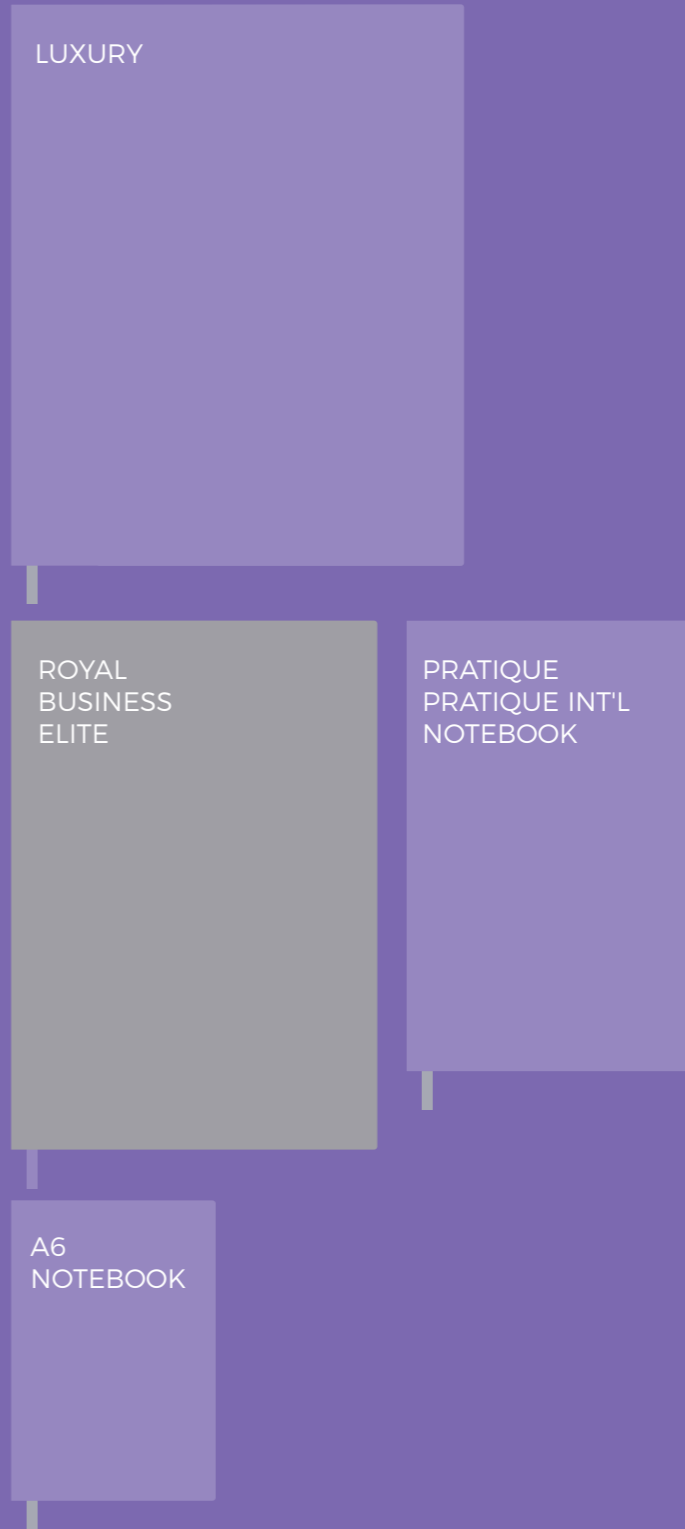 LUXURY
ROYAL
BUSINESS
ELITE
PRATIQUE
PRATIQUE INT'L
NOTEBOOK
A6
NOTEBOOK